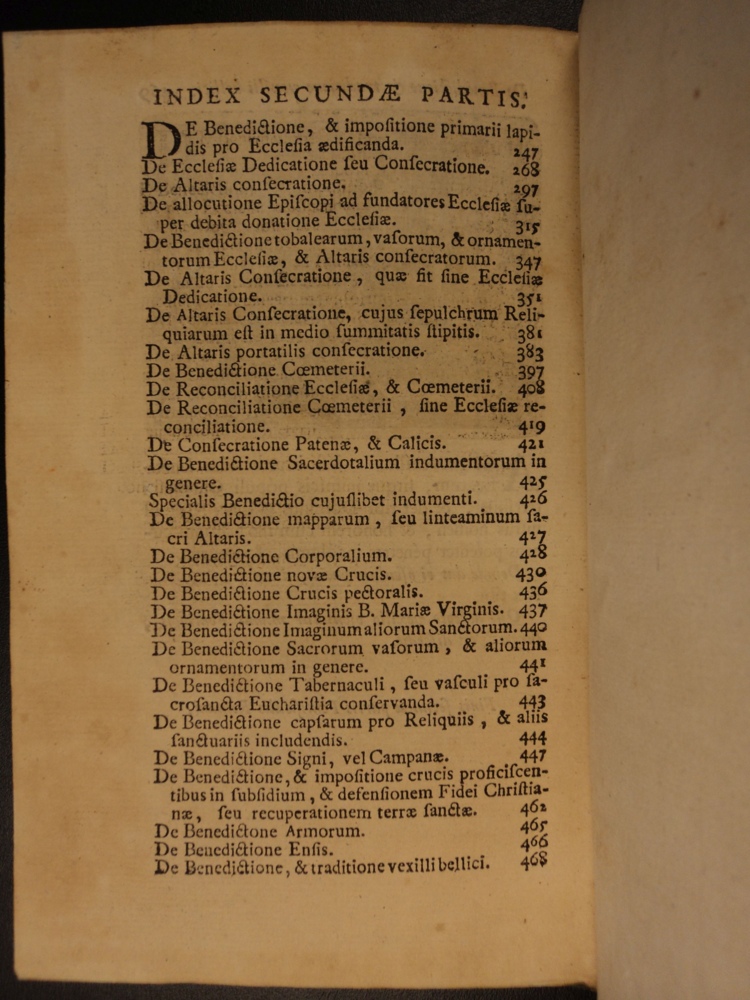 INDEX SECUNDÆ PARTIS.
DE Benedictione, & impoſitione primarii lapi-
dis pro Eccleſia ædificanda. 247
De Eccleſiæ Dedicatione ſeu Conſecratione. 268
De Altaris conſecratione. 297
De allocutione Epiſcopi ad fundatores Eccleſiæ ſu-
per debita donatione Eccleſiæ. 315
De Benedictione tobalearum, vaſorum, & ornamen-
torum Eccleſiæ, & Altaris conſecratorum. 347
De Altaris Conſecratione, quæ fit ſine Eccleſiæ
Dedicatione. 351
De Altaris Conſecratione, cujus ſepulchrum Reli-
quiarum eſt in medio ſummitatis ſtipitis. 381
De Altaris portatilis conſecratione. 383
De Benedictione Cœmeterii. 397
De Reconciliatione Eccleſiæ, & Cœmeterii. 408
De Reconciliatione Cœmeterii, ſine Eccleſiæ re-
conciliatione. 419
De Conſecratione Patenæ, & Calicis. 421
De Benedictione Sacerdotalium indumentorum in
genere. 425
Specialis Benedictio cujuſlibet indumenti. 426
De Benedictione mapparum, ſeu linteaminum ſa-
cri Altaris. 427
De Benedictione Corporalium. 428
De Benedictione novæ Crucis. 430
De Benedictione Crucis pectoralis. 436
De Benedictione Imaginis B. Mariæ Virginis. 437
De Benedictione Imaginum aliorum Sanctorum. 440
De Benedictione Sacrorum vaſorum, & aliorum
ornamentorum in genere. 441
De Benedictione Tabernaculi, ſeu vaſculi pro ſa-
croſancta Euchariſtia conſervanda. 443
De Benedictione capſarum pro Reliquiis, & aliis
ſanctuariis includendis. 444
De Benedictione Signi, vel Campanæ. 447
De Benedictione, & impoſitione crucis proficiſcen-
tibus in ſubſidium, & defenſionem Fidei Chriſtia-
næ, ſeu recuperationem terræ ſanctæ. 462
De Benedictone Armorum. 465
De Benedictione Enſis. 466
De Benedictione, & traditione vexilli bellici. 468